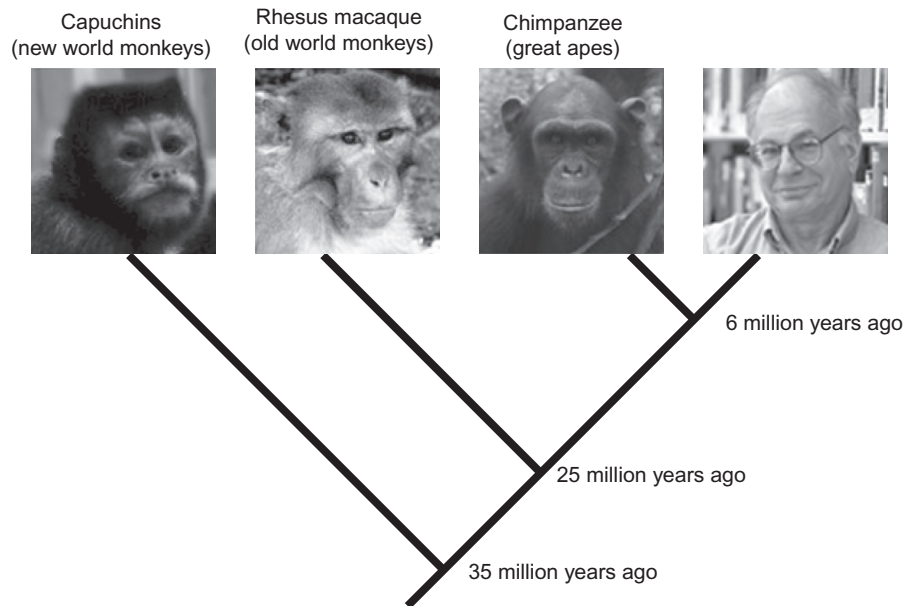 Capuchins
(new world monkeys)
Rhesus macaque
(old world monkeys)
Chimpanzee
(great apes)
6 million years ago
25 million years ago
35 million years ago